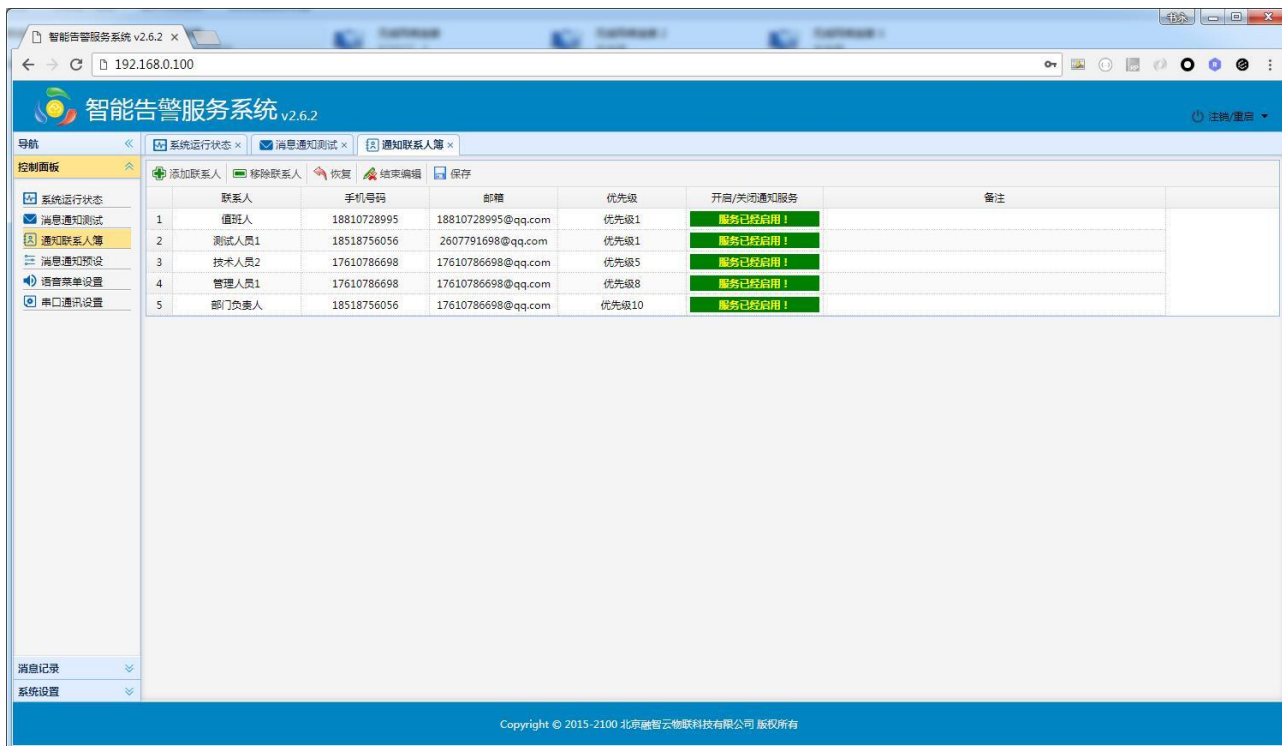 书余
智能告警服务系统 v2.6.2
192.168.0.100
智能告警服务系统 v2.6.2
注销/重启
导航
系统运行状态 消息通知测试 通知联系人簿
控制面板
添加联系人 移除联系人 恢复 结束编辑 保存
系统运行状态
消息通知测试
通知联系人簿
消息通知预设
语音菜单设置
串口通讯设置
联系人 手机号码 邮箱 优先级 开启/关闭通知服务 备注
1 值班人 18810728995 18810728995@qq.com 优先级1 服务已经启用！
2 测试人员1 18518756056 2607791698@qq.com 优先级1 服务已经启用！
3 技术人员2 17610786698 17610786698@qq.com 优先级5 服务已经启用！
4 管理人员1 17610786698 17610786698@qq.com 优先级8 服务已经启用！
5 部门负责人 18518756056 17610786698@qq.com 优先级10 服务已经启用！
消息记录
系统设置
Copyright © 2015-2100 北京融智云物联科技有限公司 版权所有